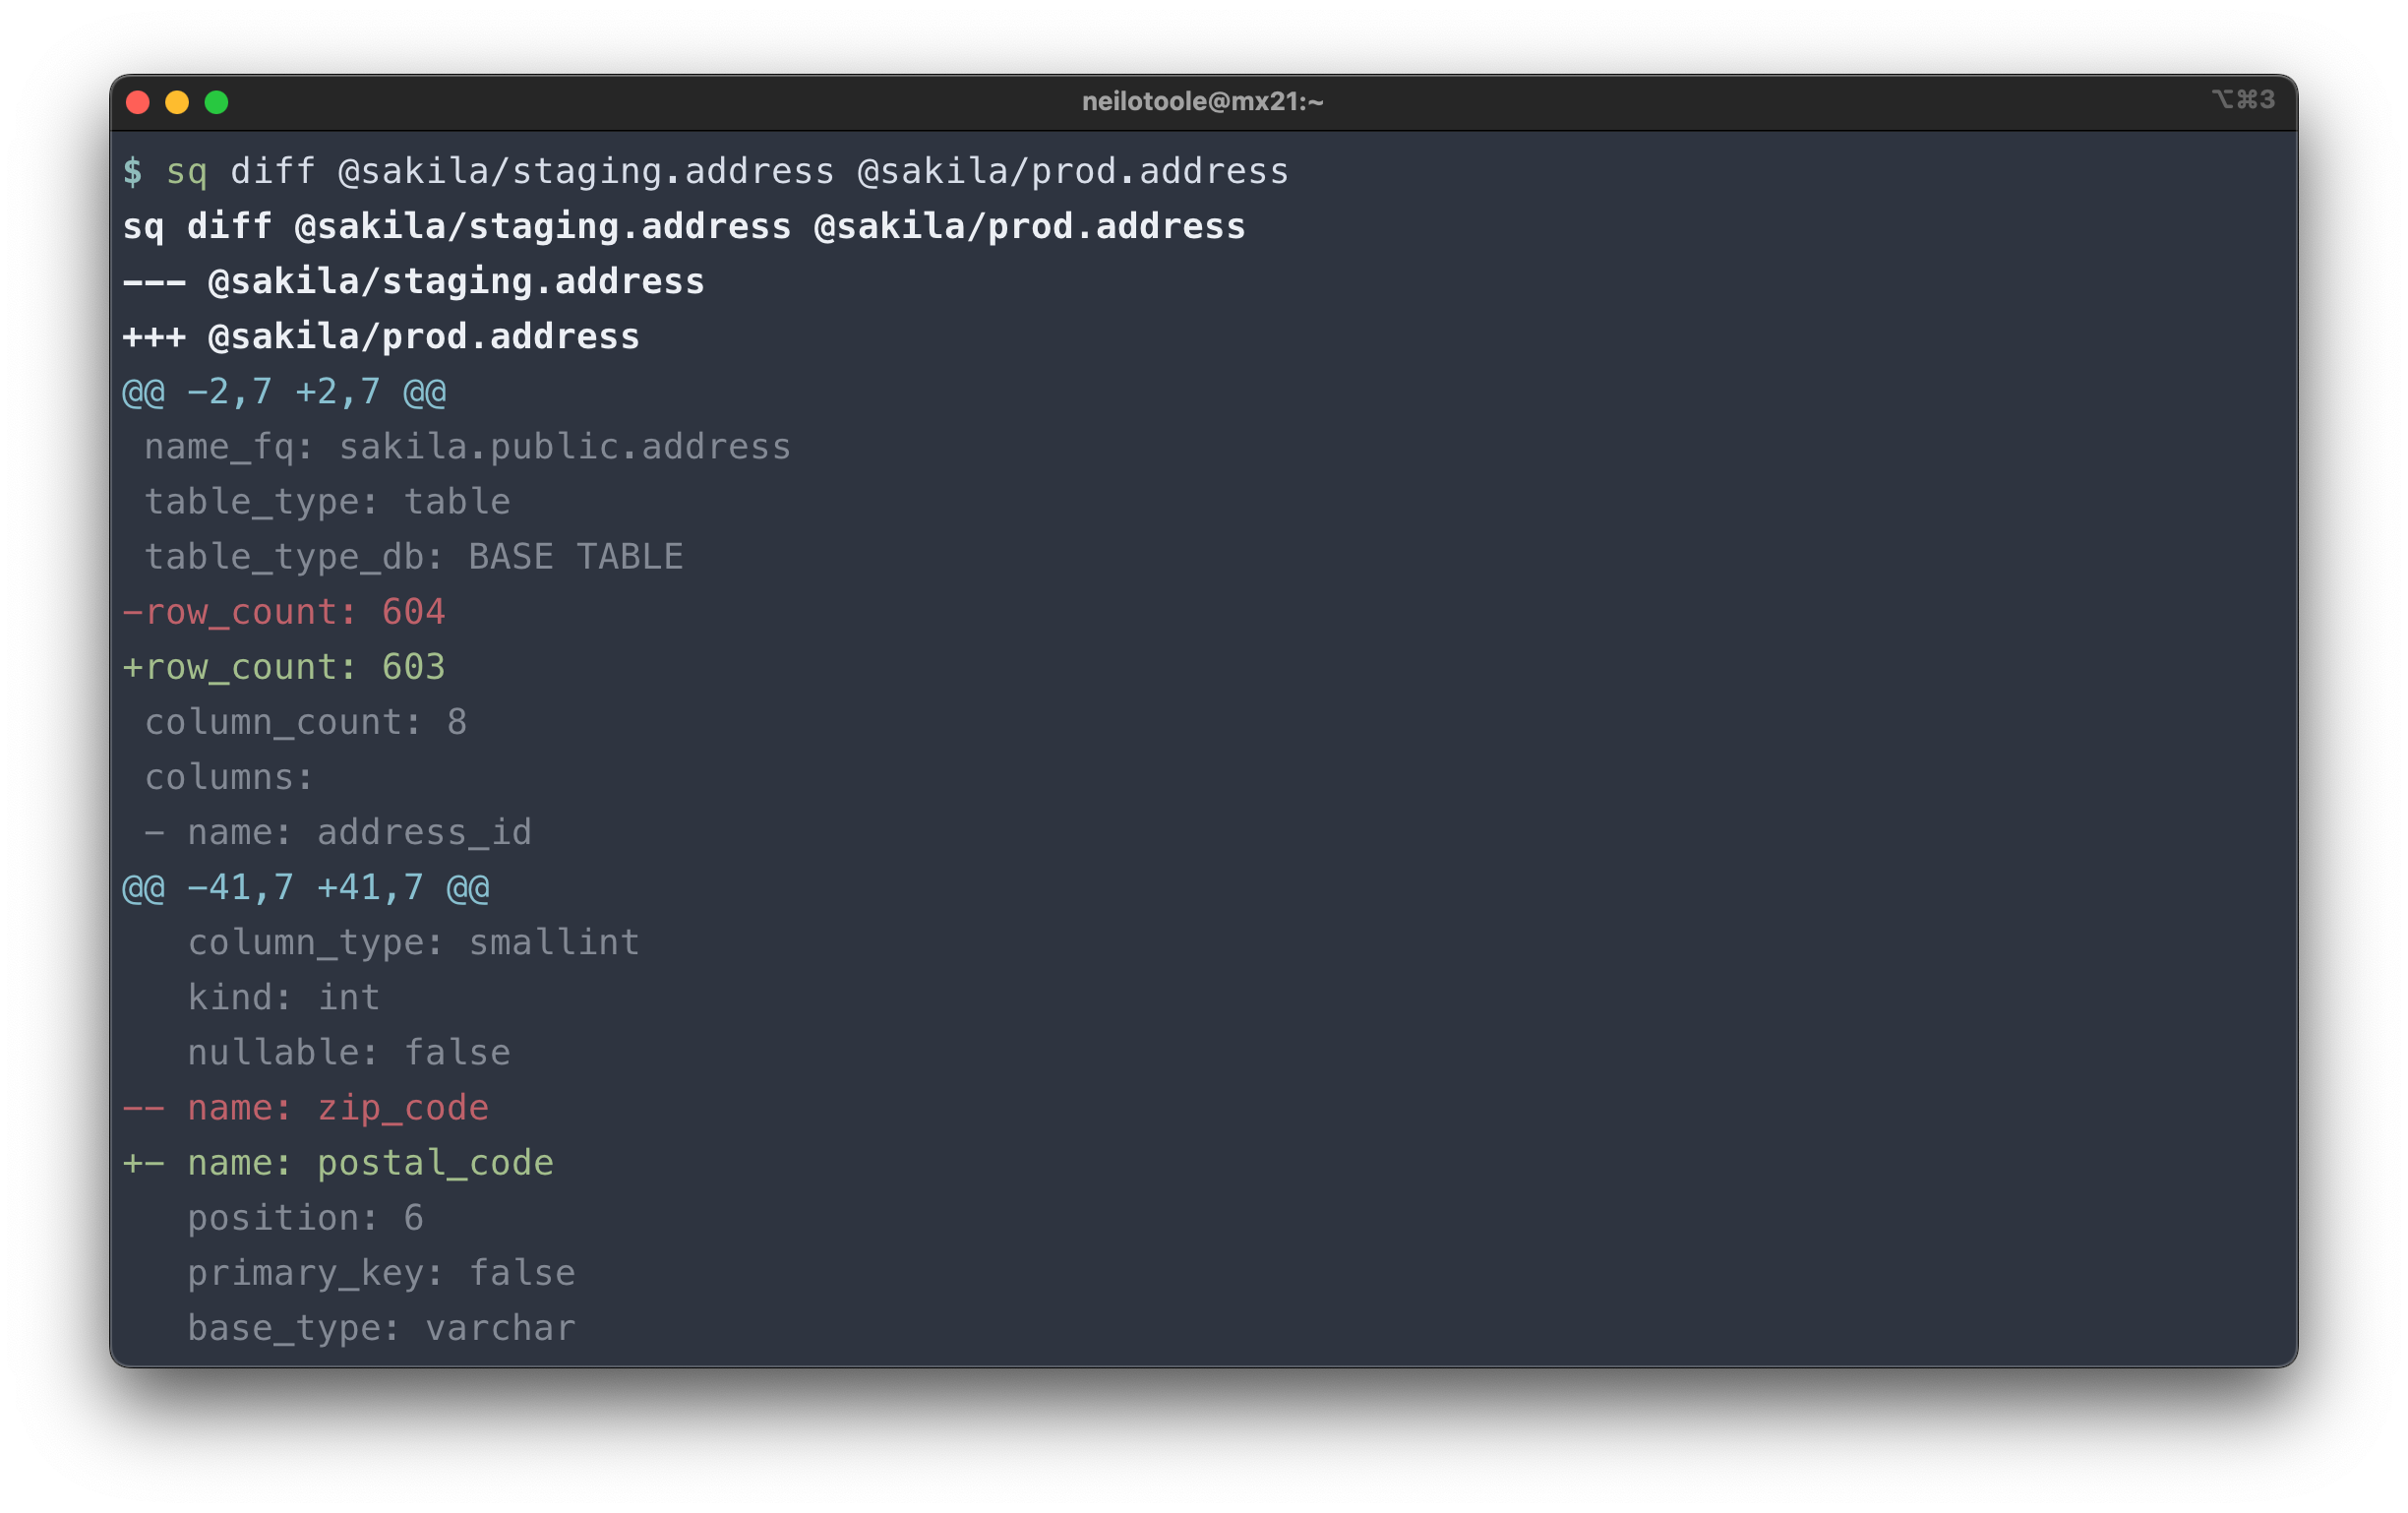 neilotoole@mx21:~
⌥⌘3
$ sq diff @sakila/staging.address @sakila/prod.address
sq diff @sakila/staging.address @sakila/prod.address
--- @sakila/staging.address
+++ @sakila/prod.address
@@ -2,7 +2,7 @@
 name_fq: sakila.public.address
 table_type: table
 table_type_db: BASE TABLE
-row_count: 604
+row_count: 603
 column_count: 8
 columns:
 - name: address_id
@@ -41,7 +41,7 @@
   column_type: smallint
   kind: int
   nullable: false
-- name: zip_code
+- name: postal_code
   position: 6
   primary_key: false
   base_type: varchar